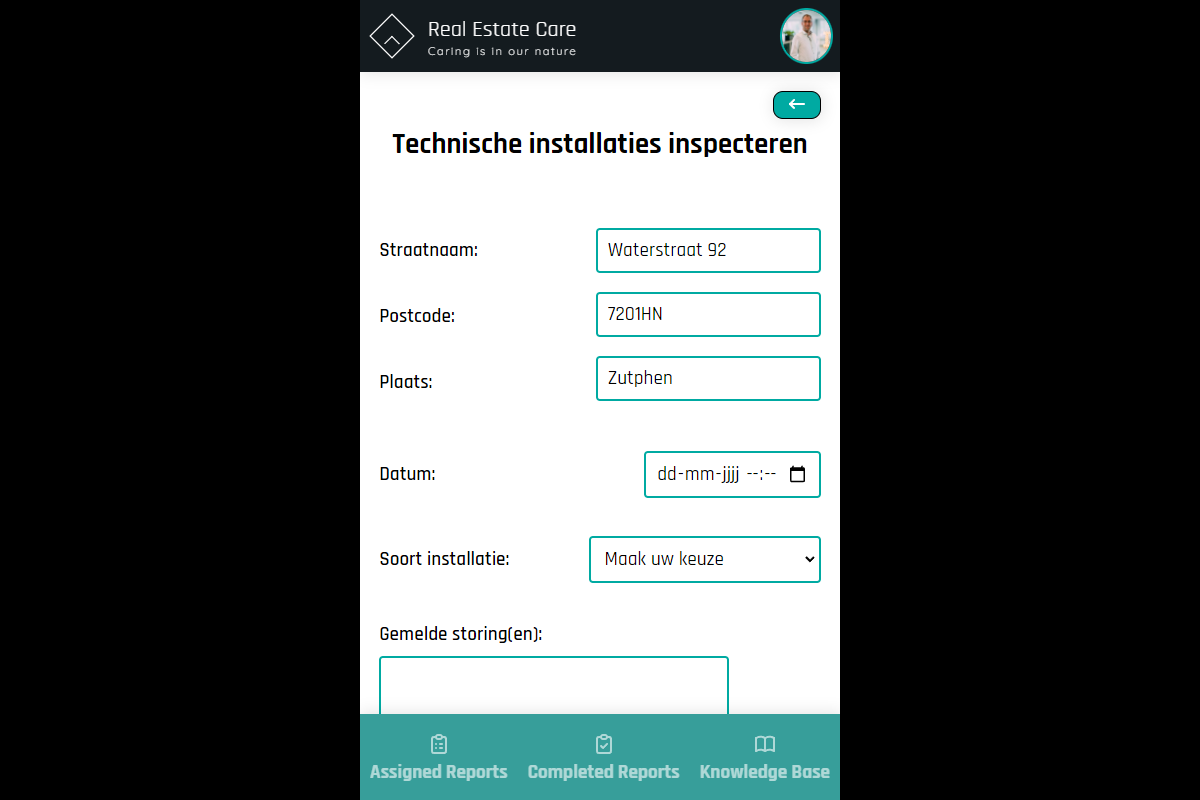 Real Estate Care
Caring is in our nature
Technische installaties inspecteren
Straatnaam: Waterstraat 92
Postcode: 7201HN
Plaats: Zutphen
Datum: dd-mm-jjjj --:--
Soort installatie: Maak uw keuze
Gemelde storing(en):
Assigned Reports Completed Reports Knowledge Base